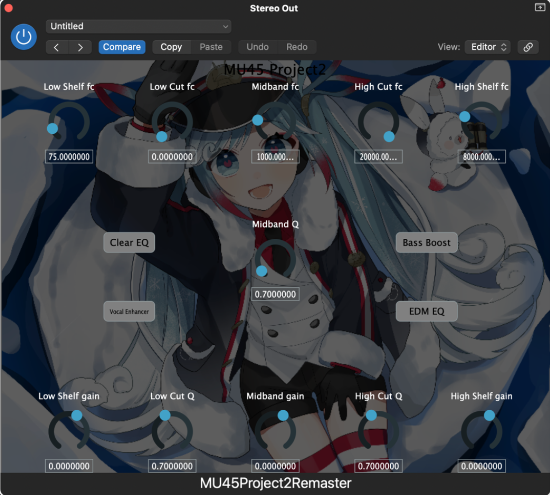 Stereo Out
Untitled
Compare Copy Paste Undo Redo View: Editor
MU45 Project2
Low Shelf fc Low Cut fc Midband fc High Cut fc High Shelf fc
75.0000000 0.0000000 1000.000... 20000.00... 8000.000...
Midband Q
Clear EQ Bass Boost
0.7000000
Vocal Enhancer EDM EQ
Low Shelf gain Low Cut Q Midband gain High Cut Q High Shelf gain
0.0000000 0.7000000 0.0000000 0.7000000 0.0000000
MU45Project2Remaster